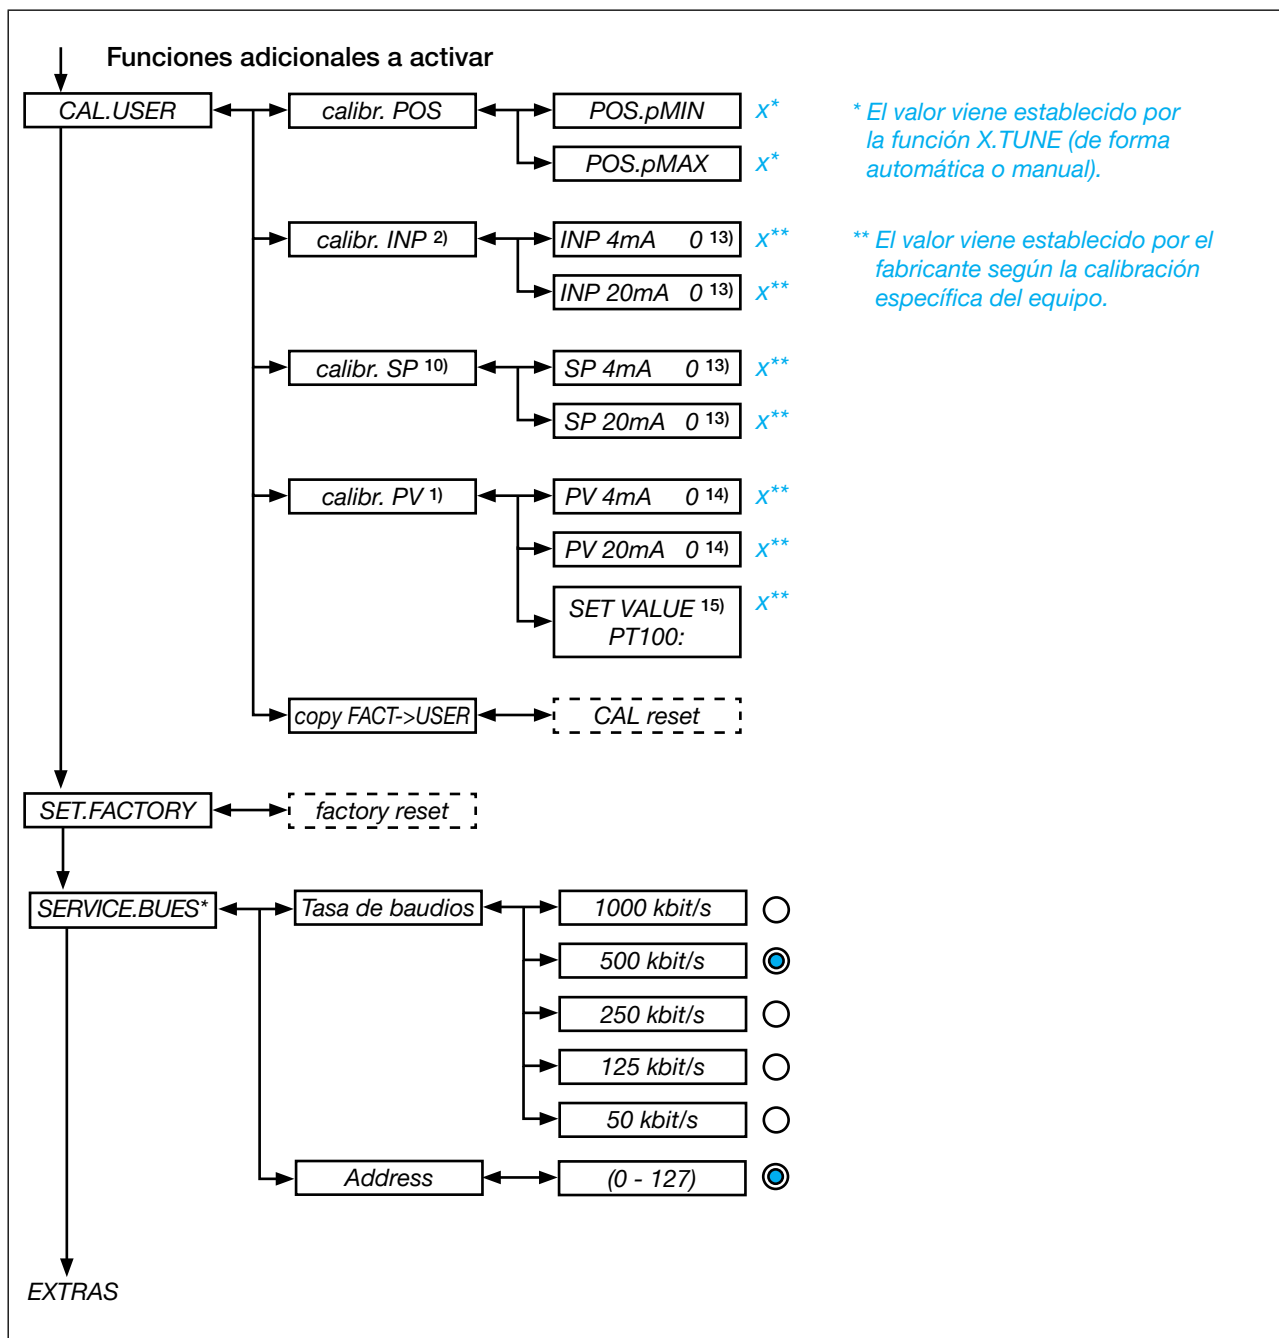 Funciones adicionales a activar
CAL.USER
calibr. POS
POS.pMIN
x*
POS.pMAX
x*
* El valor viene establecido por
la función X.TUNE (de forma
automática o manual).
calibr. INP 2)
INP 4mA 0 13)
x**
INP 20mA 0 13)
x**
** El valor viene establecido por el
fabricante según la calibración
específica del equipo.
calibr. SP 10)
SP 4mA 0 13)
x**
SP 20mA 0 13)
x**
calibr. PV 1)
PV 4mA 0 14)
x**
PV 20mA 0 14)
x**
SET VALUE 15)
PT100:
x**
copy FACT->USER
CAL reset
SET.FACTORY
factory reset
SERVICE.BUES*
Tasa de baudios
1000 kbit/s
500 kbit/s
250 kbit/s
125 kbit/s
50 kbit/s
Address
(0 - 127)
EXTRAS